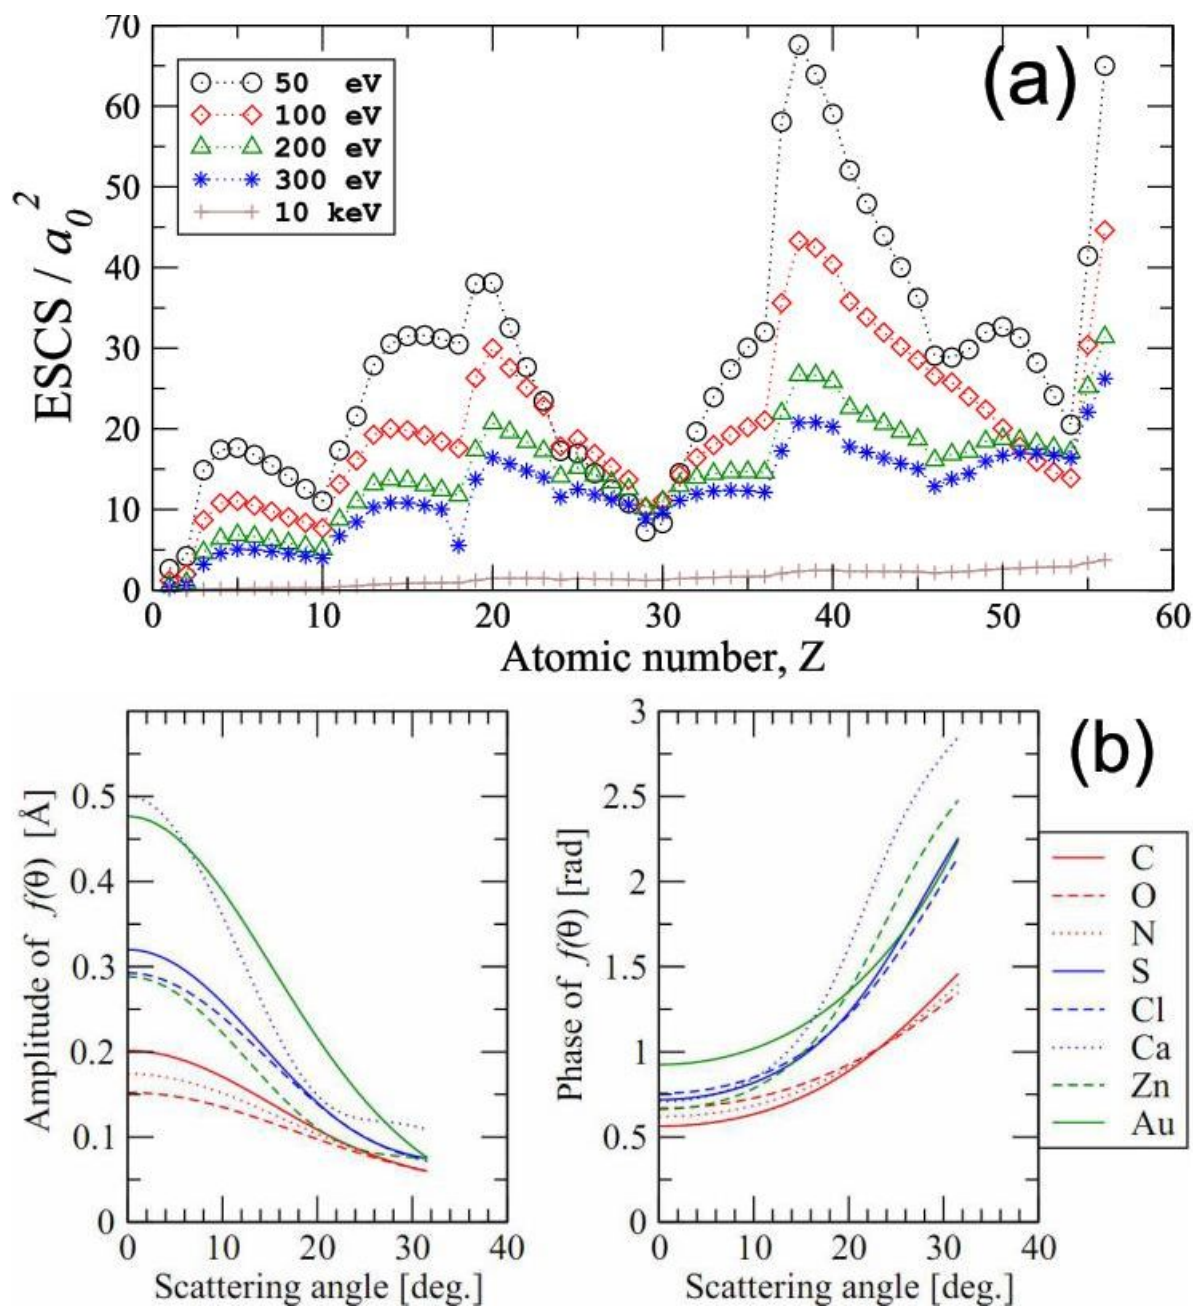 70
60
50
40
30
20
10
0
ESCS / a₀²
50 eV
100 eV
200 eV
300 eV
10 keV
(a)
0 10 20 30 40 50 60
Atomic number, Z
0.5
0.4
0.3
0.2
0.1
0
Amplitude of f(θ) [Å]
0 10 20 30 40
Scattering angle [deg.]
3
2.5
2
1.5
1
0.5
0
Phase of f(θ) [rad]
0 10 20 30 40
Scattering angle [deg.]
(b)
C
O
N
S
Cl
Ca
Zn
Au